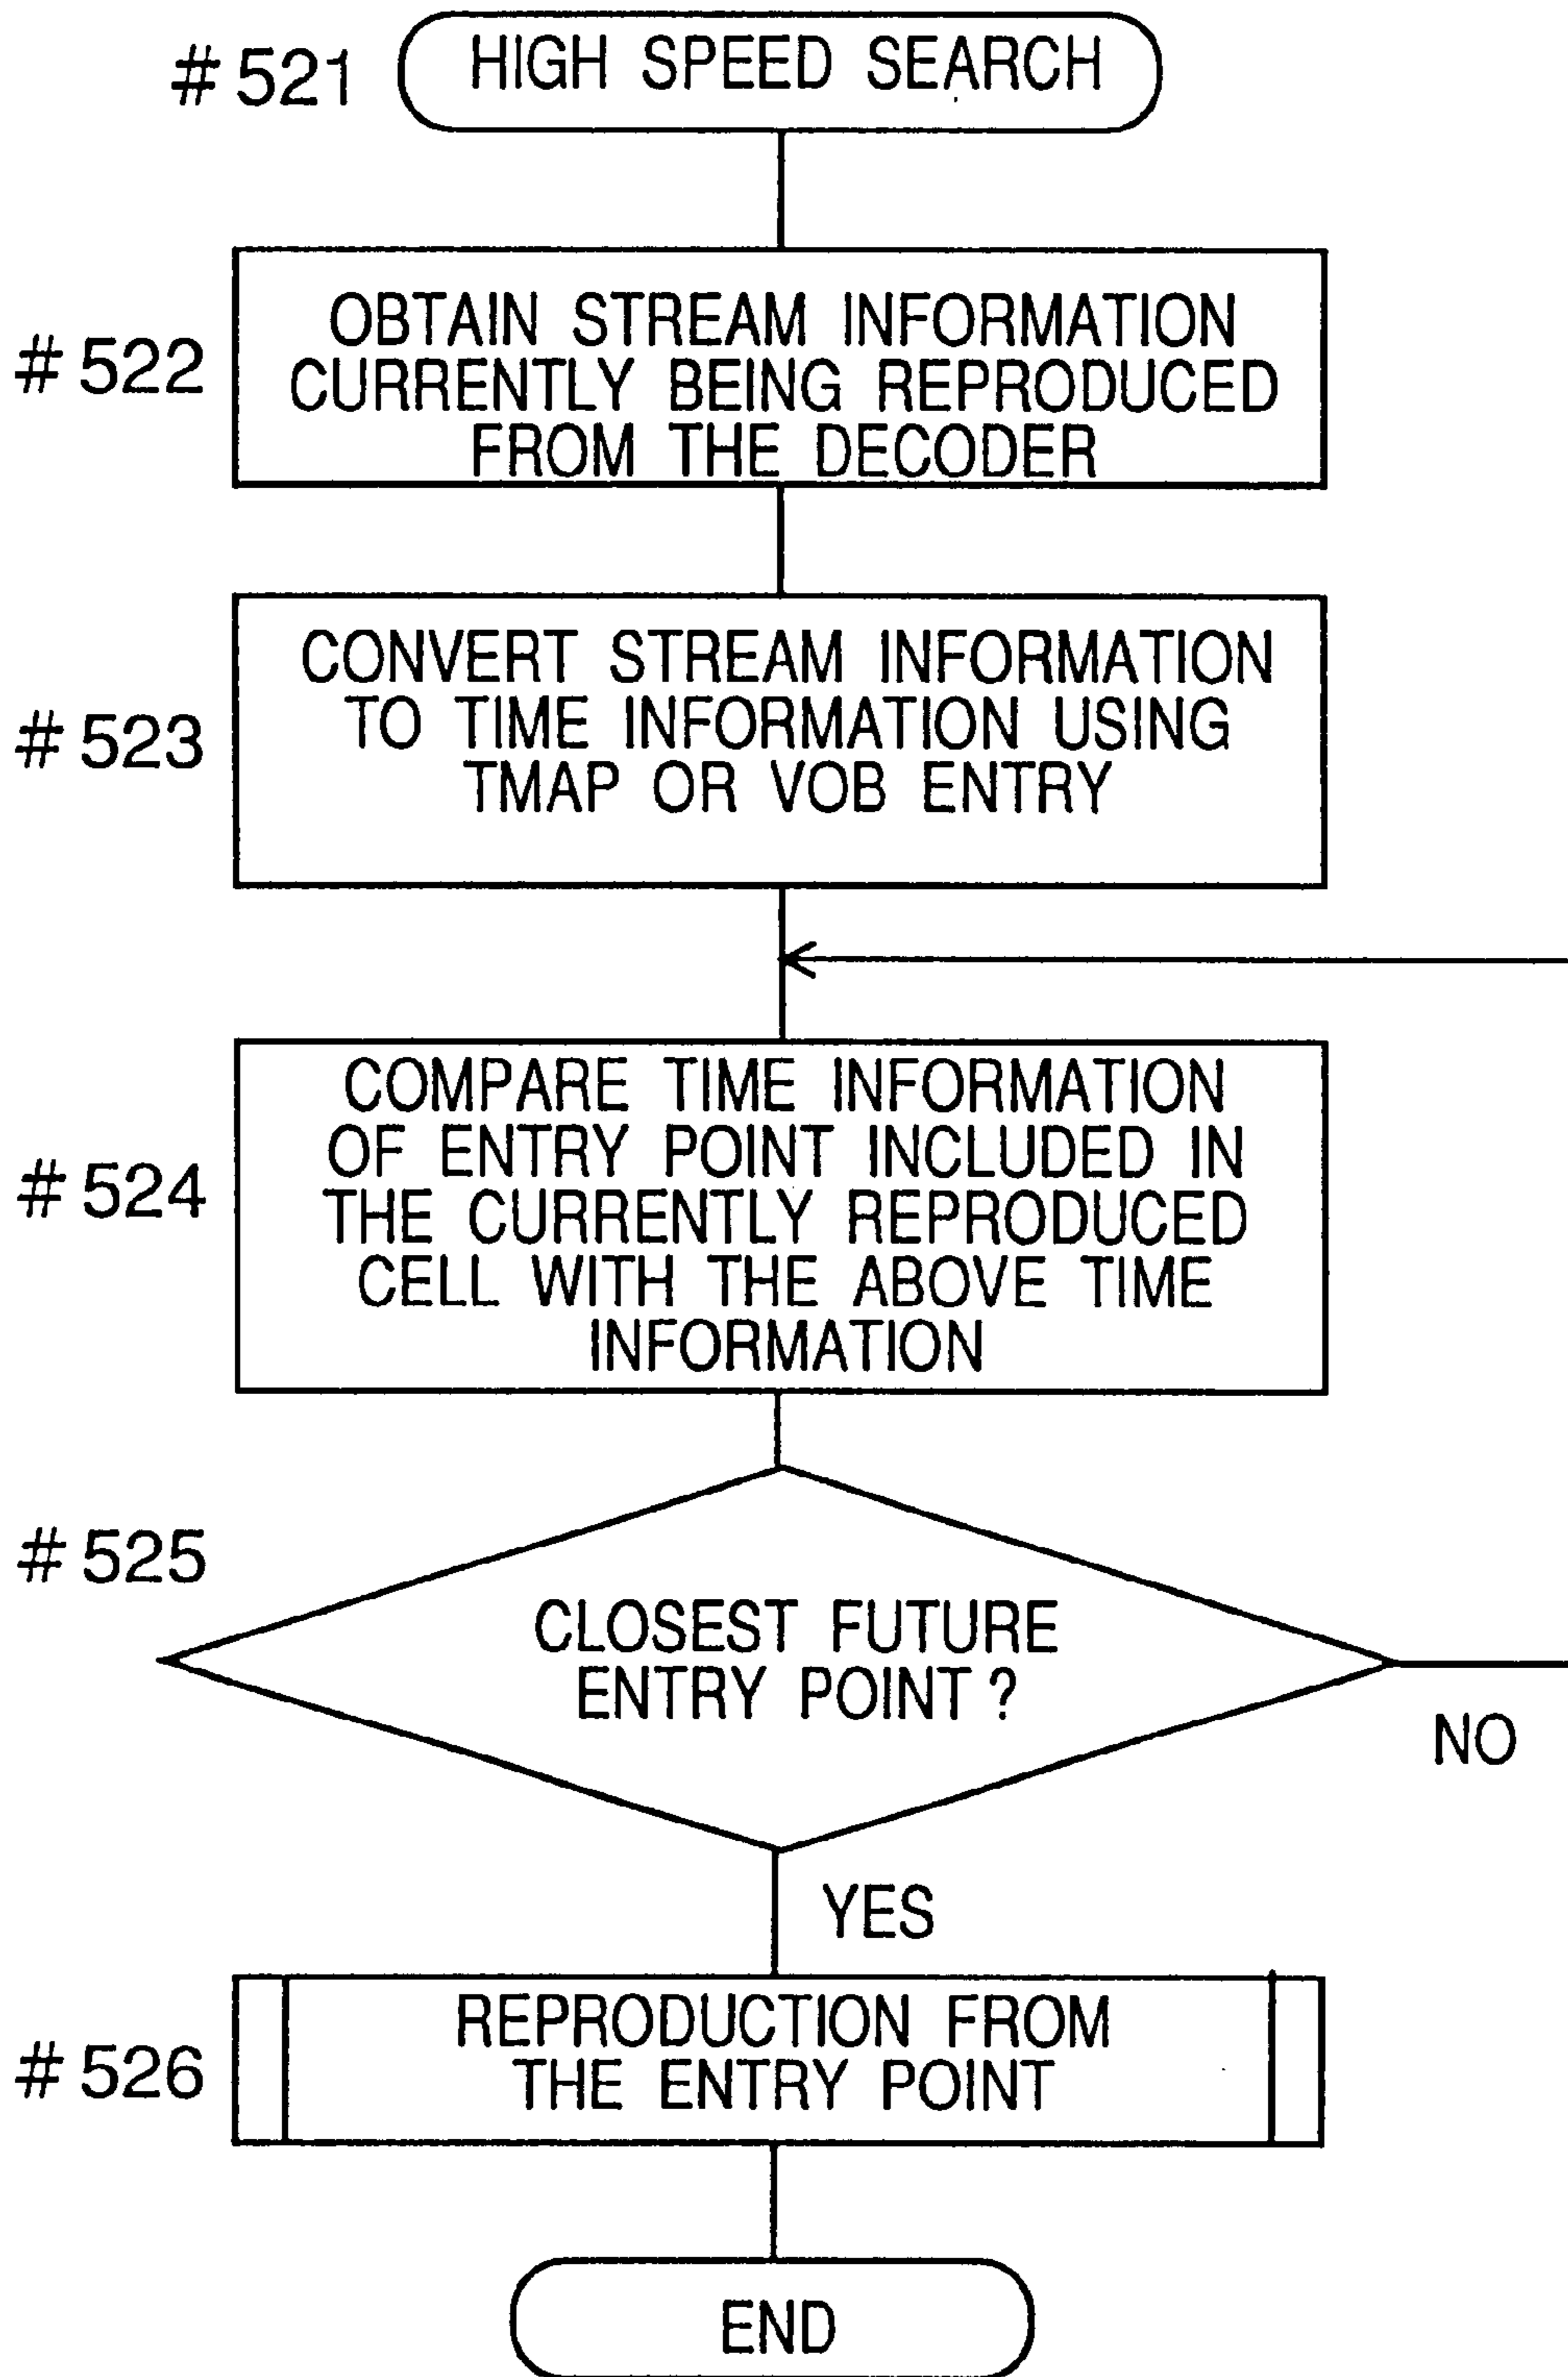 #521 HIGH SPEED SEARCH
#522
OBTAIN STREAM INFORMATION
CURRENTLY BEING REPRODUCED
FROM THE DECODER
#523
CONVERT STREAM INFORMATION
TO TIME INFORMATION USING
TMAP OR VOB ENTRY
#524
COMPARE TIME INFORMATION
OF ENTRY POINT INCLUDED IN
THE CURRENTLY REPRODUCED
CELL WITH THE ABOVE TIME
INFORMATION
#525
CLOSEST FUTURE
ENTRY POINT?
NO
YES
#526
REPRODUCTION FROM
THE ENTRY POINT
END